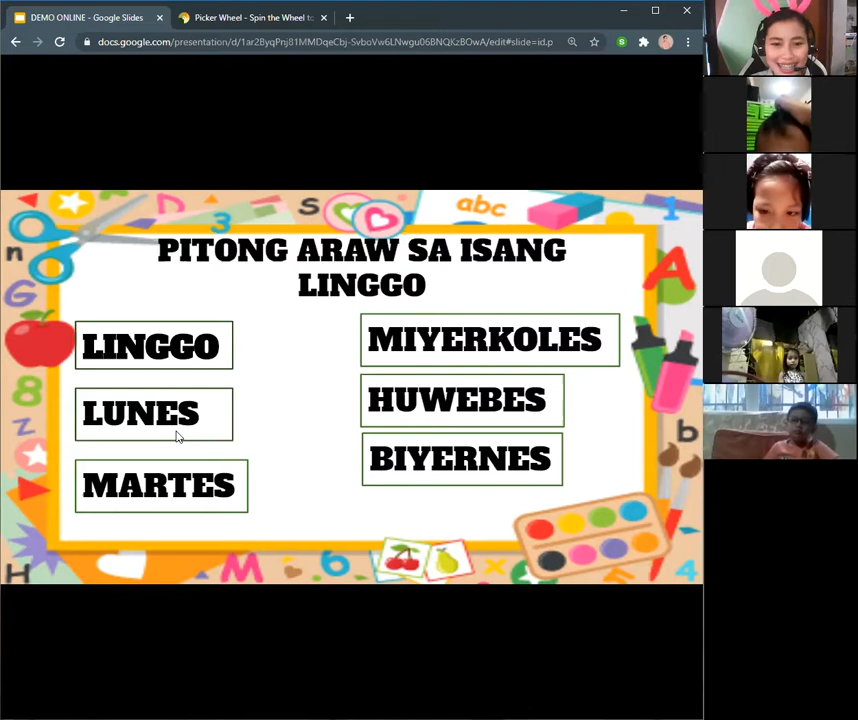 DEMO ONLINE - Google Slides
Picker Wheel - Spin the Wheel to
docs.google.com/presentation/d/1ar2ByqPnj81MMDqeCbj-SvboVw6LNwgu06BNQKzBOwA/edit#slide=id.p
abc
PITONG ARAW SA ISANG
LINGGO
LINGGO
LUNES
MARTES
MIYERKOLES
HUWEBES
BIYERNES